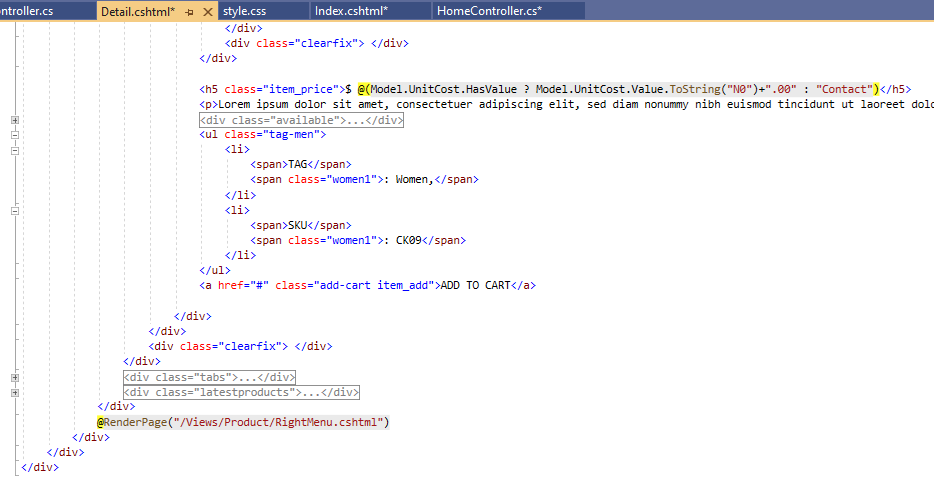 ontroller.cs Detail.cshtml* style.css Index.cshtml* HomeController.cs*
</div>
<div class="clearfix"> </div>
</div>
<h5 class="item_price">$ @(Model.UnitCost.HasValue ? Model.UnitCost.Value.ToString("N0")+".00" : "Contact")</h5>
<p>Lorem ipsum dolor sit amet, consectetuer adipiscing elit, sed diam nonummy nibh euismod tincidunt ut laoreet dolo
<div class="available">...</div>
<ul class="tag-men">
<li>
<span>TAG</span>
<span class="women1">: Women,</span>
</li>
<li>
<span>SKU</span>
<span class="women1">: CK09</span>
</li>
</ul>
<a href="#" class="add-cart item_add">ADD TO CART</a>
</div>
</div>
<div class="clearfix"> </div>
</div>
<div class="tabs">...</div>
<div class="latestproducts">...</div>
</div>
@RenderPage("/Views/Product/RightMenu.cshtml")
</div>
</div>
</div>